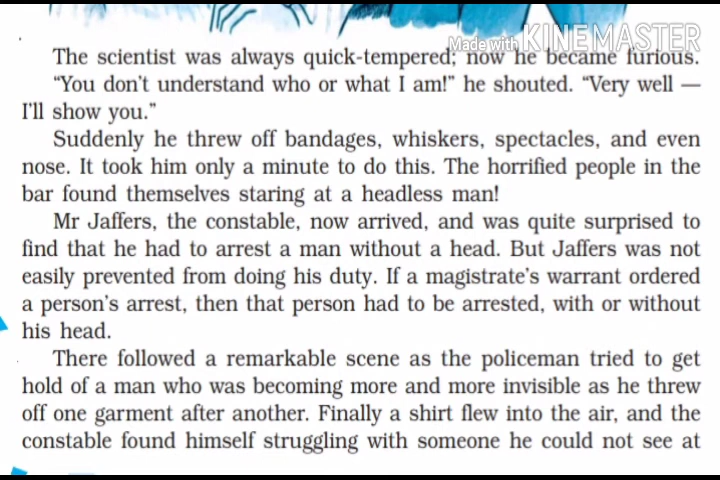 Made with KINEMASTER
The scientist was always quick-tempered; now he became furious.
“You don't understand who or what I am!” he shouted. “Very well —
I'll show you.”
Suddenly he threw off bandages, whiskers, spectacles, and even
nose. It took him only a minute to do this. The horrified people in the
bar found themselves staring at a headless man!
Mr Jaffers, the constable, now arrived, and was quite surprised to
find that he had to arrest a man without a head. But Jaffers was not
easily prevented from doing his duty. If a magistrate's warrant ordered
a person's arrest, then that person had to be arrested, with or without
his head.
There followed a remarkable scene as the policeman tried to get
hold of a man who was becoming more and more invisible as he threw
off one garment after another. Finally a shirt flew into the air, and the
constable found himself struggling with someone he could not see at